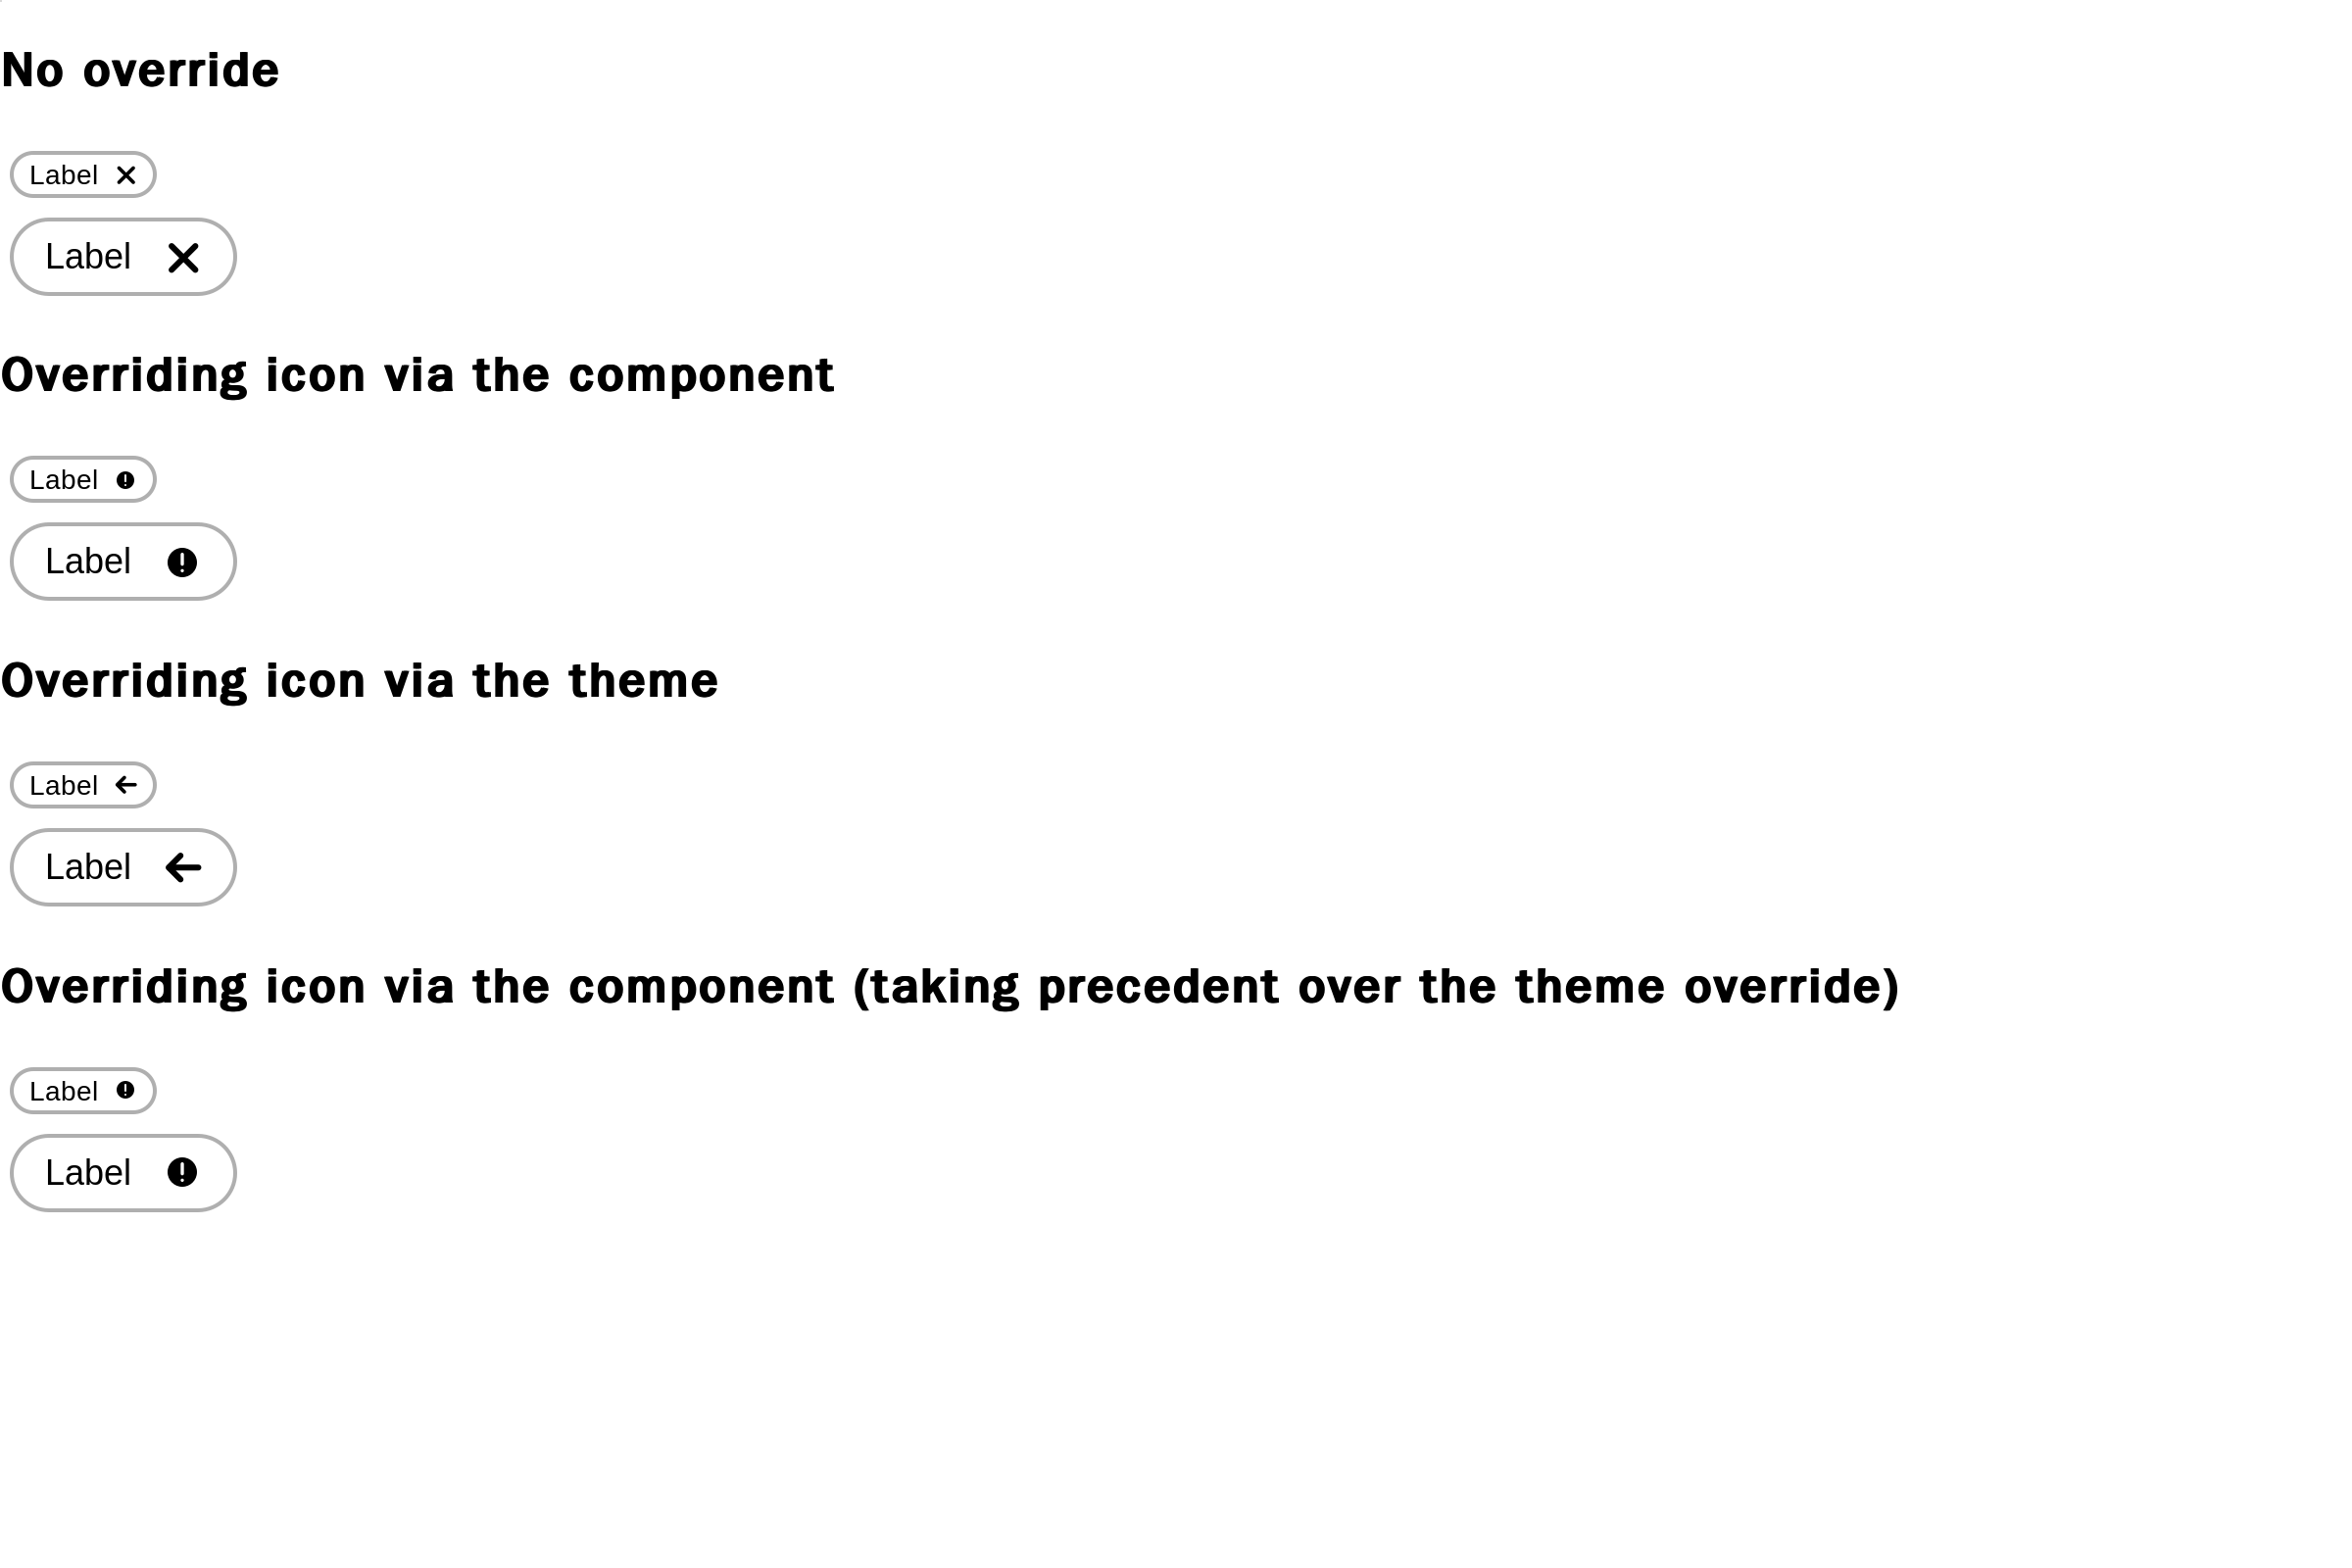 No override
Label
Label
Overriding icon via the component
Label
Label
Overriding icon via the theme
Label
Label
Overriding icon via the component (taking precedent over the theme override)
Label
Label